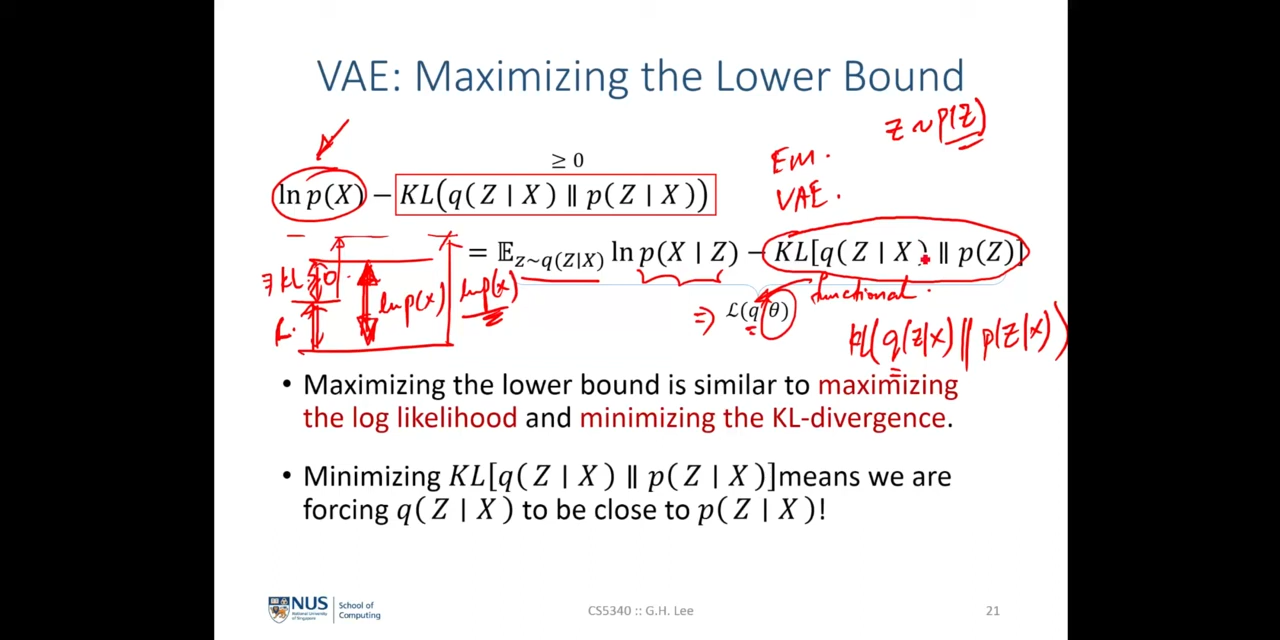 VAE: Maximizing the Lower Bound
Z ~ p(Z)
≥ 0
EM.
VAE.
ln p(X) − KL(q(Z | X) ∥ p(Z | X))
= 𝔼_{z~q(Z|X)} ln p(X | Z) − KL[q(Z | X) ∥ p(Z)]
KL
0
ln p(x)
ln p(x)
L
⇒ ℒ(q, θ)
functional.
KL(q(Z|X) ∥ p(Z|X))
• Maximizing the lower bound is similar to maximizing
the log likelihood and minimizing the KL-divergence.
• Minimizing KL[q(Z | X) ∥ p(Z | X)]means we are
forcing q(Z | X) to be close to p(Z | X)!
NUS
National University
of Singapore
School of
Computing
CS5340 :: G.H. Lee
21